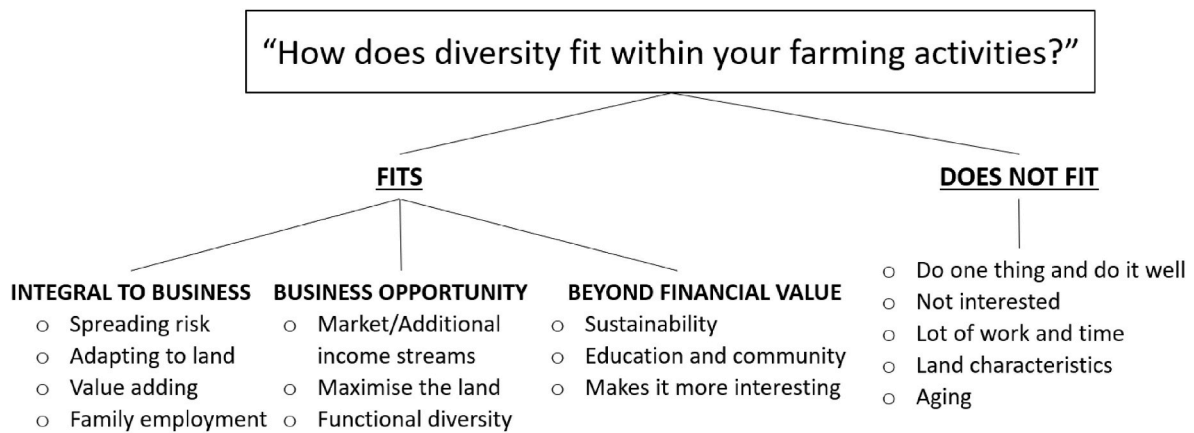 “How does diversity fit within your farming activities?”
FITS
DOES NOT FIT
INTEGRAL TO BUSINESS
o Spreading risk
o Adapting to land
o Value adding
o Family employment
BUSINESS OPPORTUNITY
o Market/Additional
income streams
o Maximise the land
o Functional diversity
BEYOND FINANCIAL VALUE
o Sustainability
o Education and community
o Makes it more interesting
o Do one thing and do it well
o Not interested
o Lot of work and time
o Land characteristics
o Aging